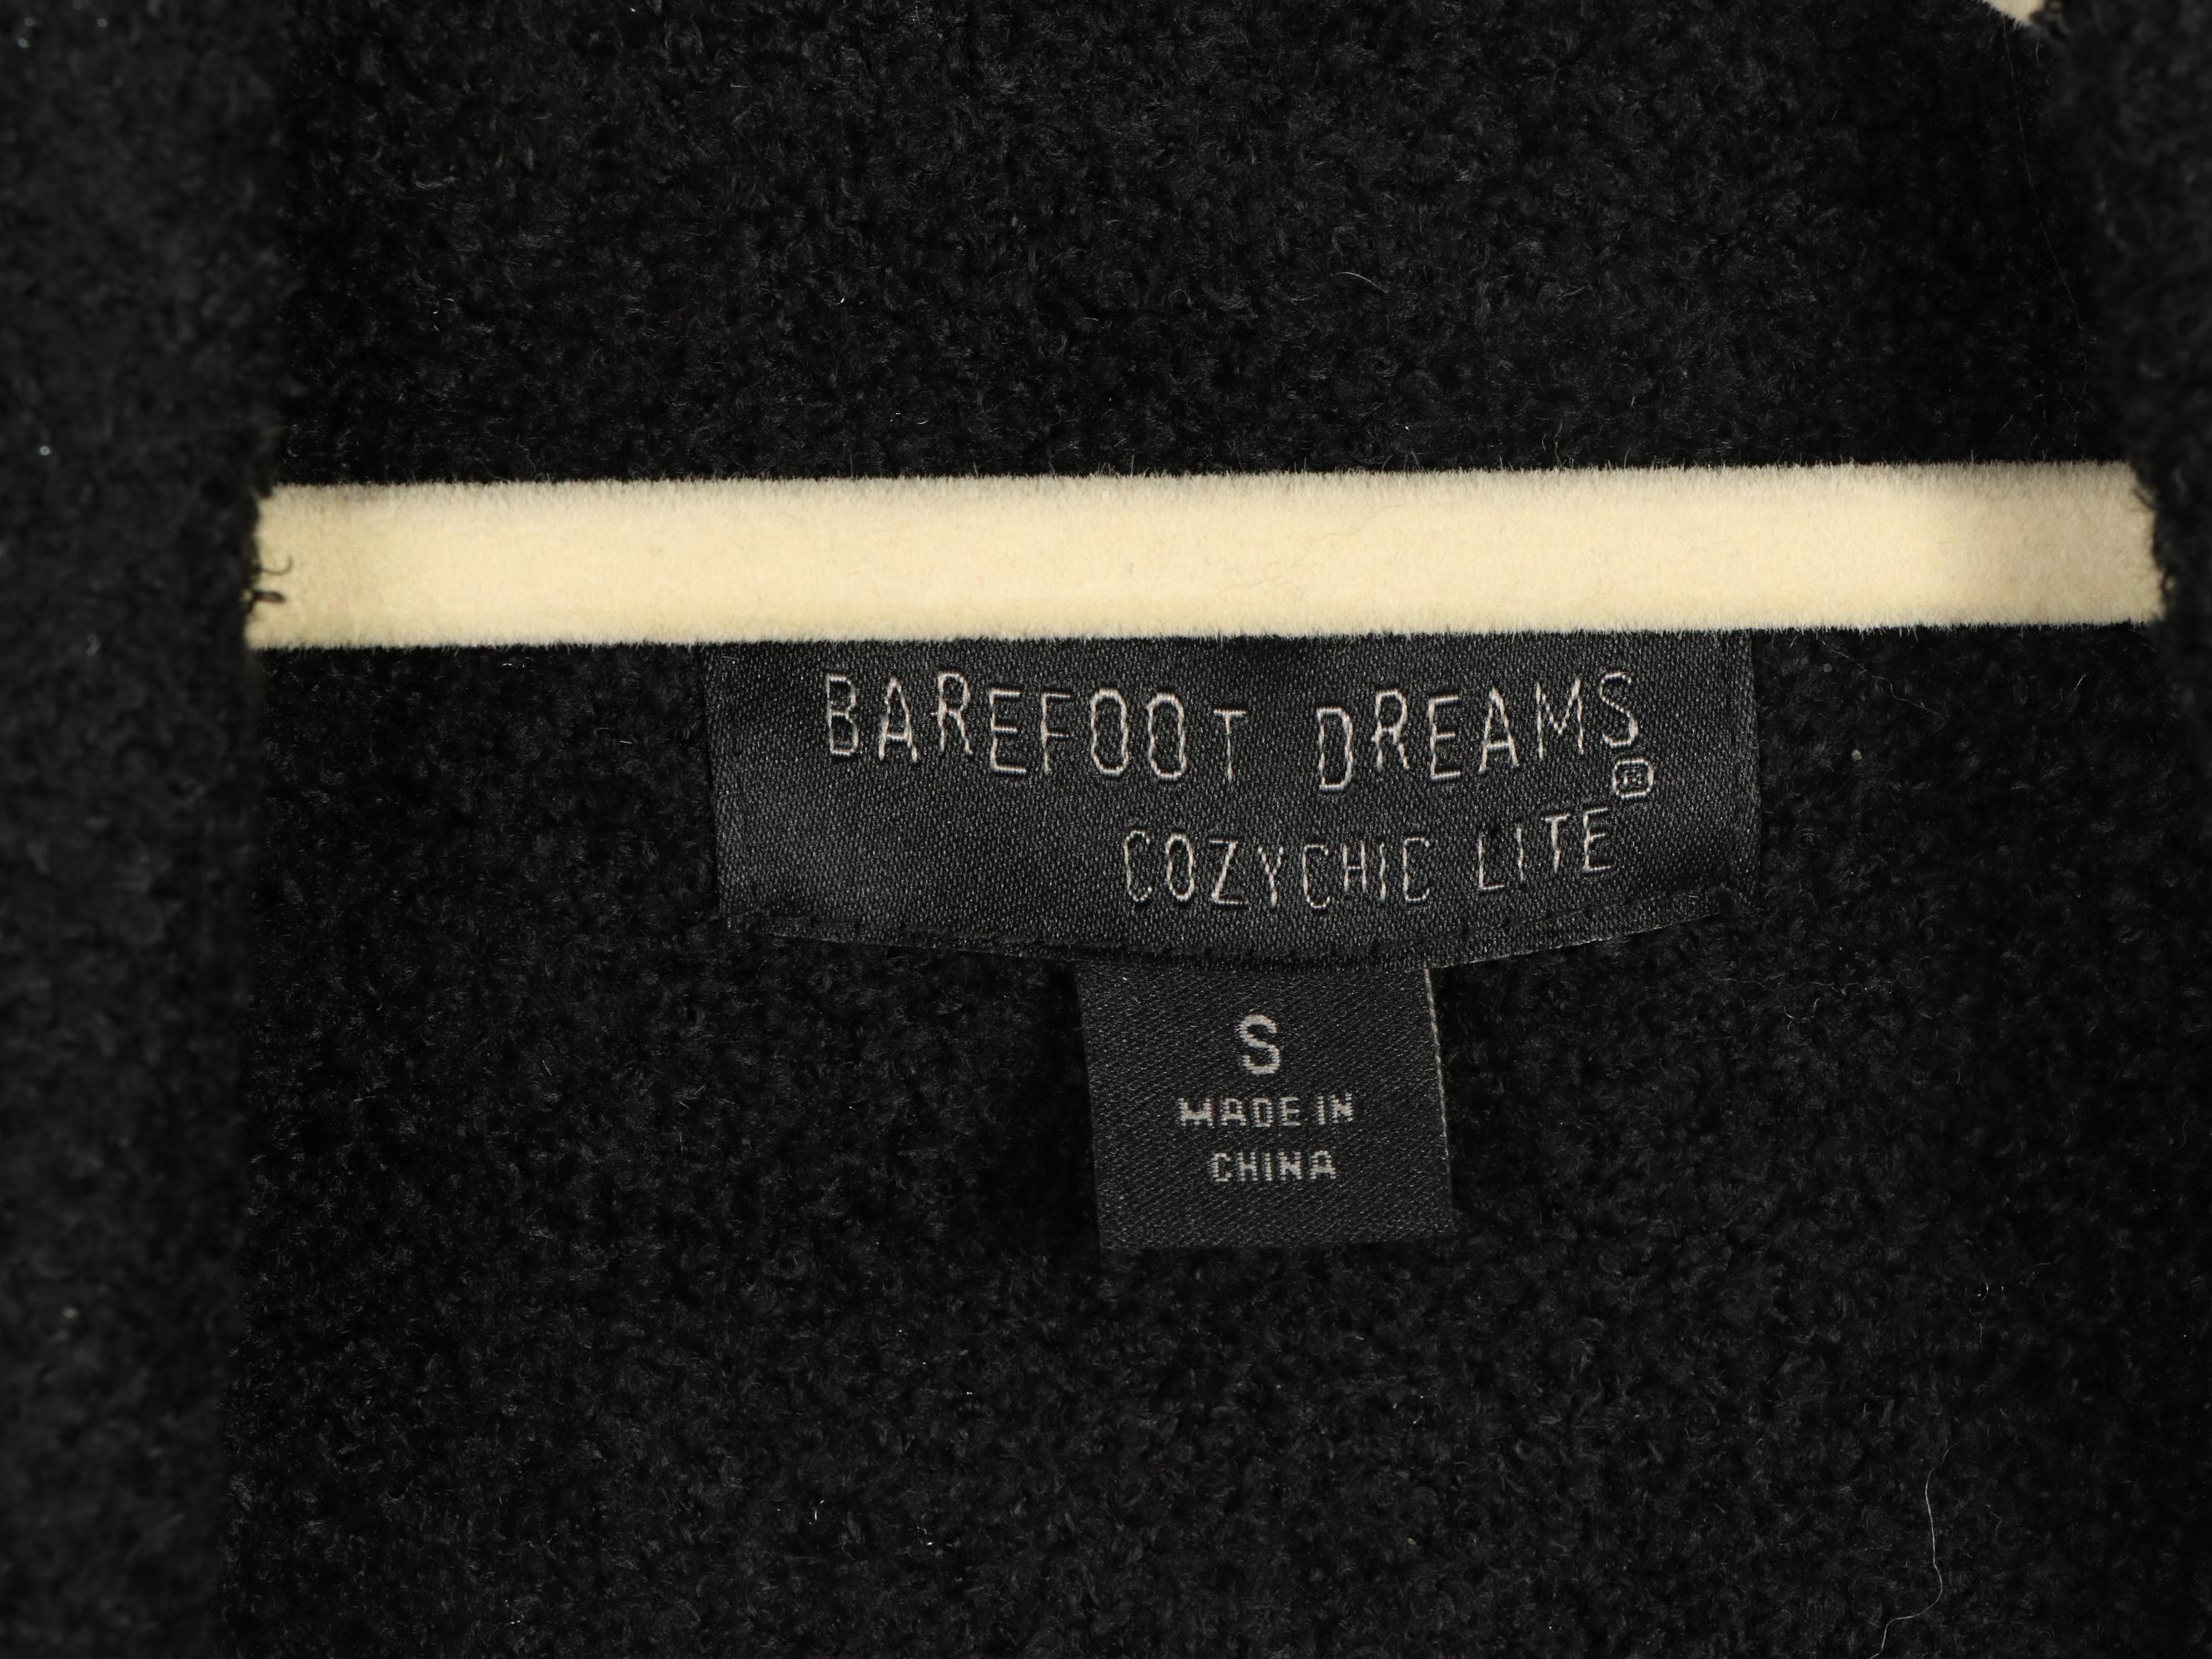 BAREFOOT DREAMS®
COZYCHIC LITE
S
MADE IN
CHINA